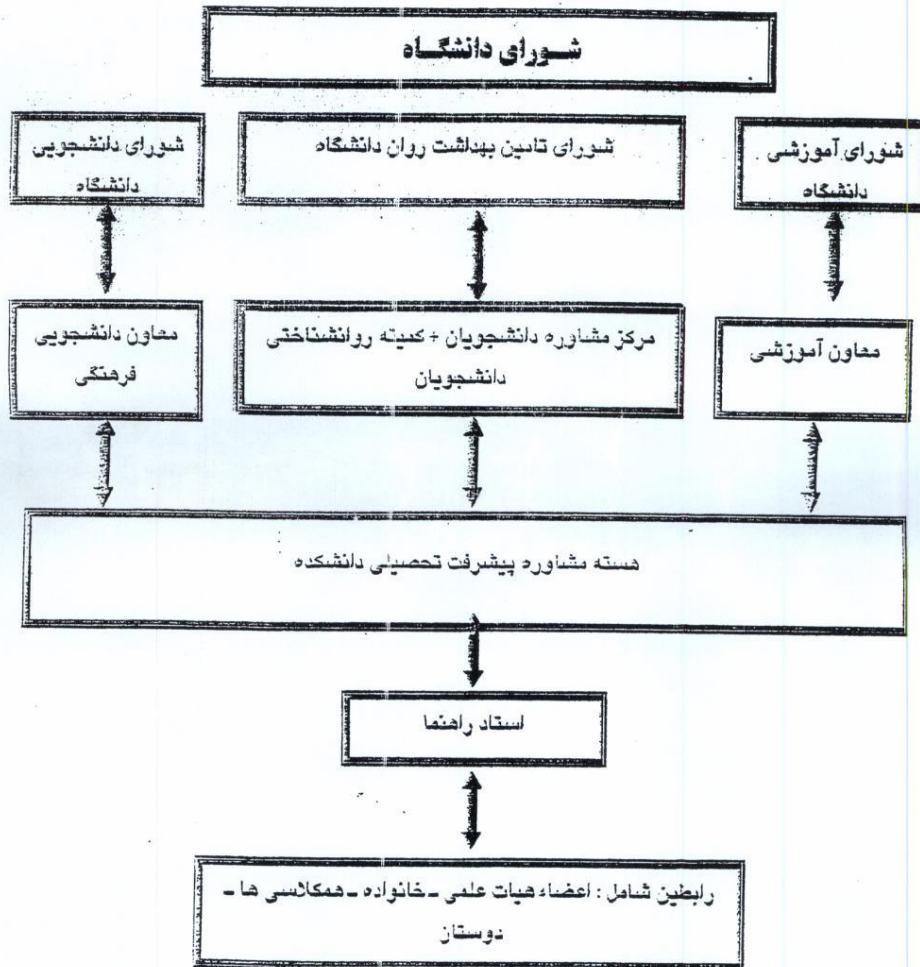 شورای دانشگاه
شورای آموزشی
دانشگاه
شورای تامین بهداشت روان دانشگاه
شورای دانشجویی
دانشگاه
معاون آموزشی
مرکز مشاوره دانشجویان + کمیته روانشناختی
دانشجویان
معاون دانشجویی
فرهنگی
هسته مشاوره پیشرفت تحصیلی دانشکده
استاد راهنما
رابطین شامل : اعضاء هیات علمی - خانواده - همکلاسی ها -
دوستان